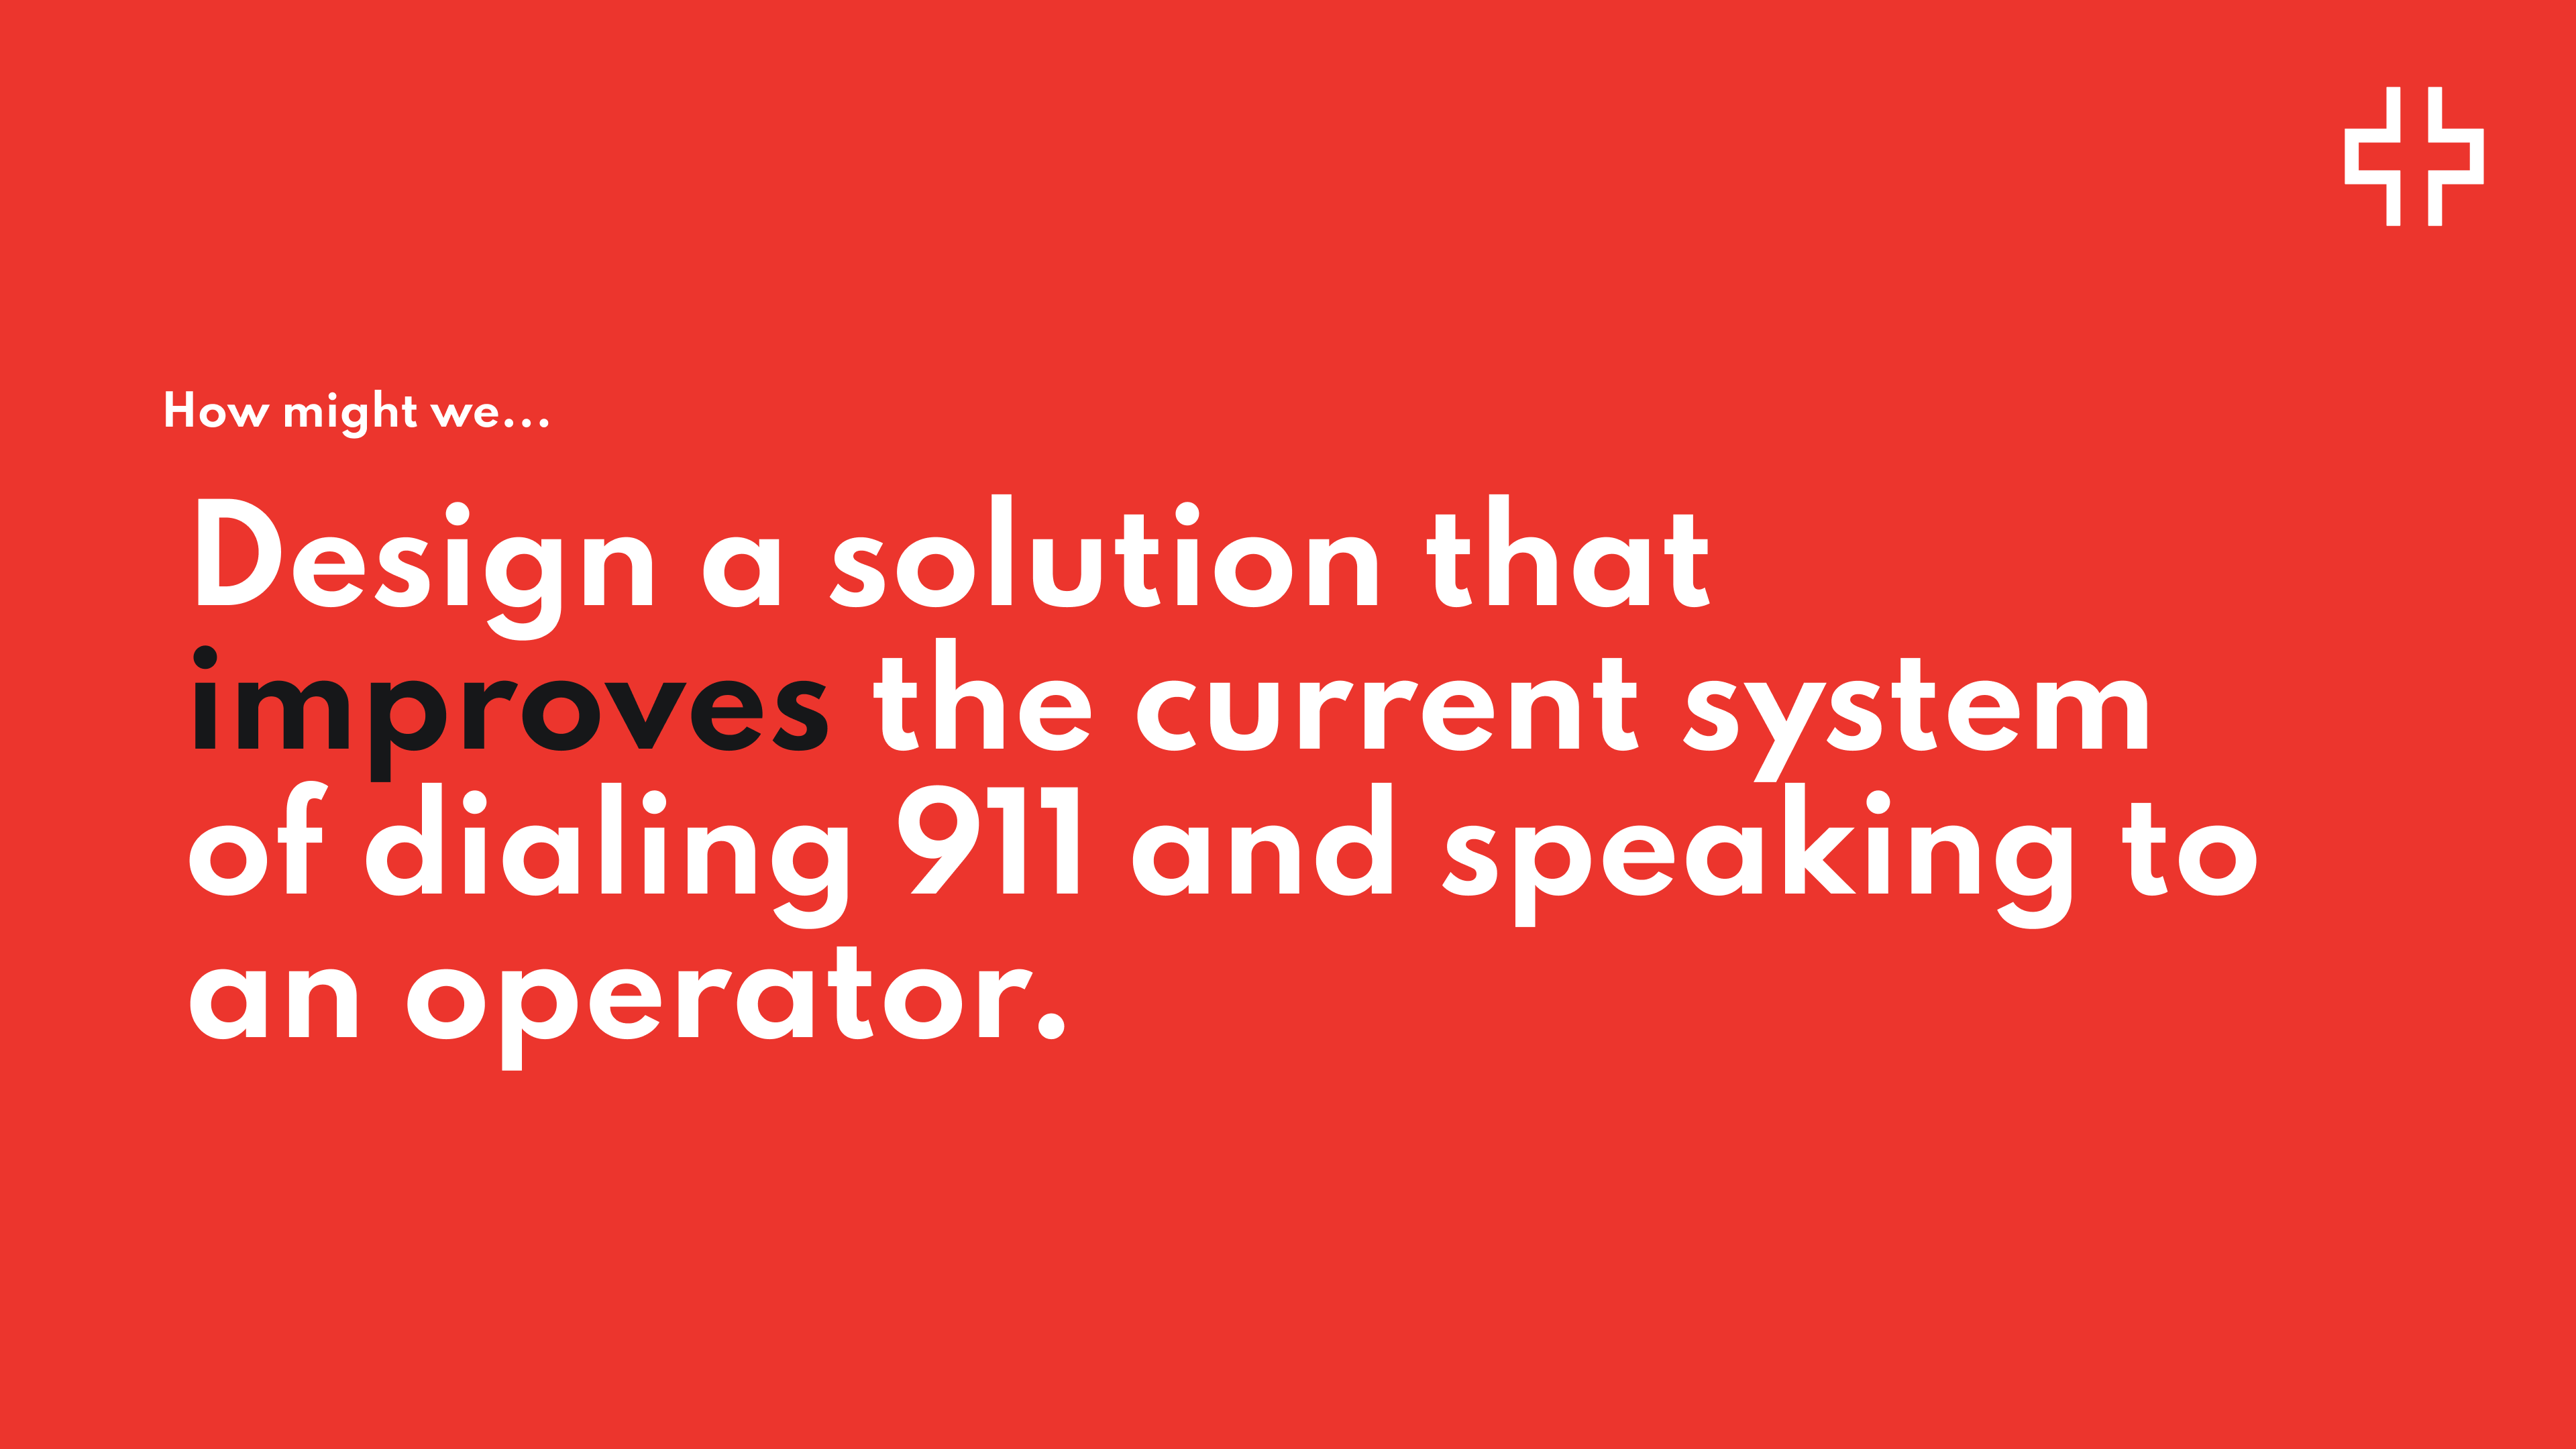 How might we...
Design a solution that
improves the current system
of dialing 911 and speaking to
an operator.